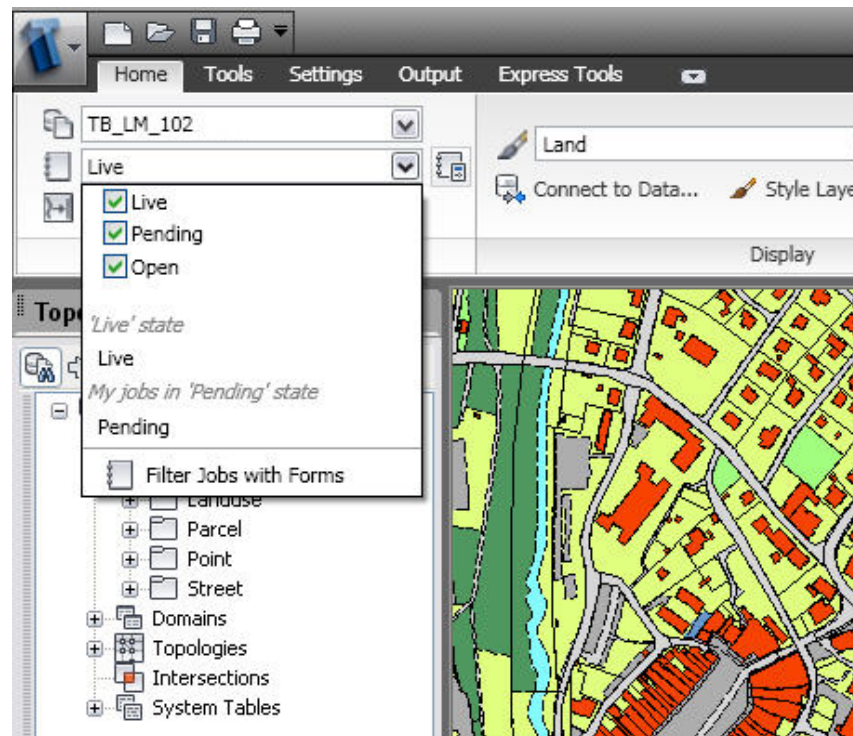 Home Tools Settings Output Express Tools
TB_LM_102
Live
Land
Connect to Data... Style Laye
Display
Live
Pending
Open
'Live' state
Live
My jobs in 'Pending' state
Pending
Filter Jobs with Forms
Top
Landuse
Parcel
Point
Street
Domains
Topologies
Intersections
System Tables